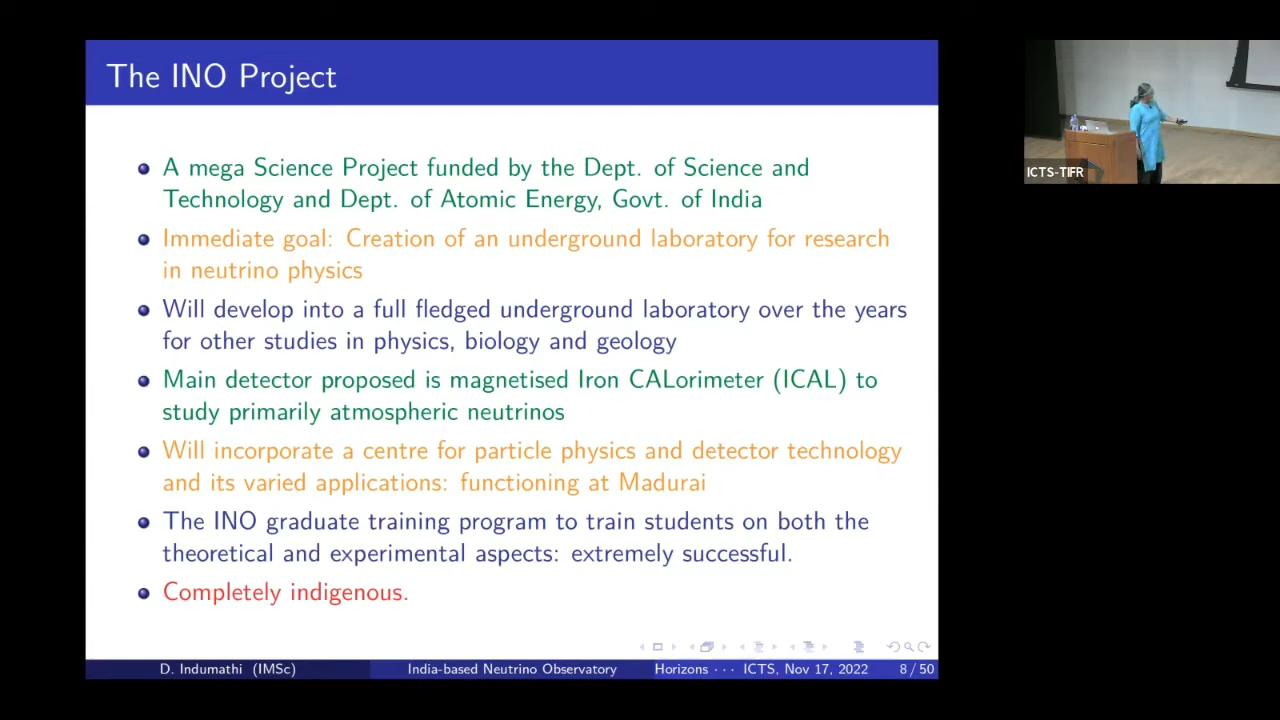 The INO Project
A mega Science Project funded by the Dept. of Science and
Technology and Dept. of Atomic Energy, Govt. of India
Immediate goal: Creation of an underground laboratory for research
in neutrino physics
Will develop into a full fledged underground laboratory over the years
for other studies in physics, biology and geology
Main detector proposed is magnetised Iron CALorimeter (ICAL) to
study primarily atmospheric neutrinos
Will incorporate a centre for particle physics and detector technology
and its varied applications: functioning at Madurai
The INO graduate training program to train students on both the
theoretical and experimental aspects: extremely successful.
Completely indigenous.
D. Indumathi (IMSc) India-based Neutrino Observatory Horizons · · · ICTS, Nov 17, 2022 8 / 50
ICTS-TIFR